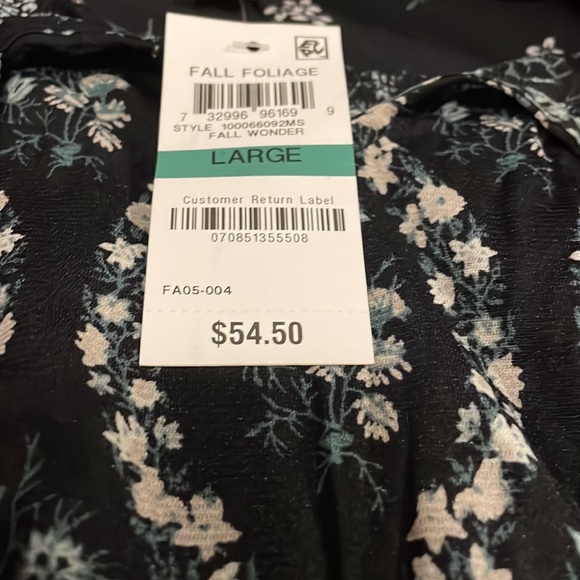 FALL FOLIAGE
7 32996 96169 9
STYLE 100066092MS
FALL WONDER
LARGE
Customer Return Label
070851355508
FA05-004
$54.50